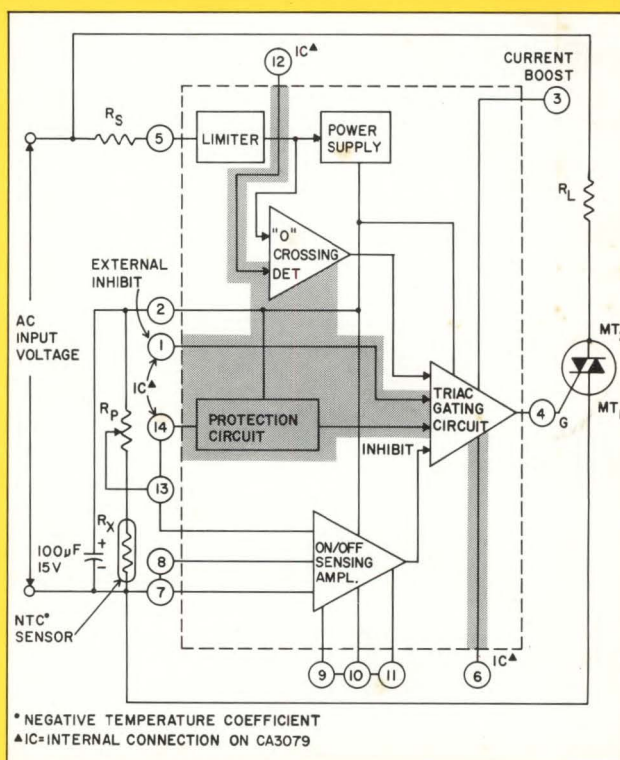 12
IC▲
CURRENT
BOOST
3
RS
5
LIMITER
POWER
SUPPLY
RL
"O"
CROSSING
DET
EXTERNAL
INHIBIT
2
1
AC
INPUT
VOLTAGE
IC▲
MT2
MT1
TRIAC
GATING
CIRCUIT
4
G
RP
14
PROTECTION
CIRCUIT
INHIBIT
13
RX
100µF
15V
+
-
8
7
ON/OFF
SENSING
AMPL.
NTC*
SENSOR
9
10
11
6
IC▲
* NEGATIVE TEMPERATURE COEFFICIENT
▲IC=INTERNAL CONNECTION ON CA3079